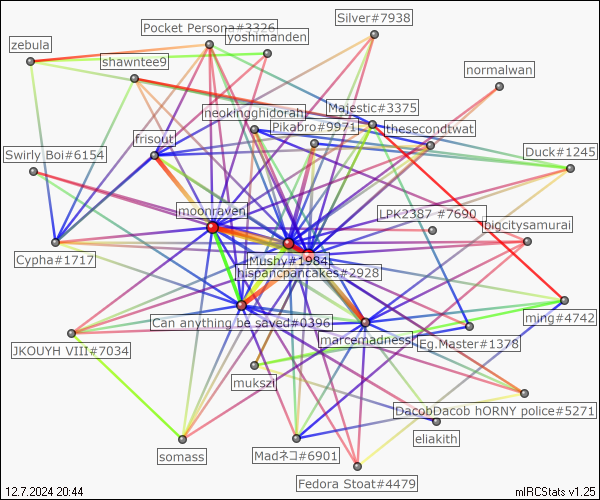 Silver#7938
Pocket Persona#3326
yoshimanden
zebula
shawntee9
normalwan
neokingghidorah
Majestic#3375
Pikabro#9971
thesecondtwat
frisout
Duck#1245
Swirly Boi#6154
moonraven
LPK2387 #7690
bigcitysamurai
Cypha#1717
Mushy#1984
hispancpancakes#2928
Can anything be saved#0396
ming#4742
marcemadness
Eg.Master#1378
JKOUYH VIII#7034
mukszi
DacobDacob hORNY police#5271
eliakith
somass
Madネコ#6901
Fedora Stoat#4479
12.7.2024 20:44
mIRCStats v1.25